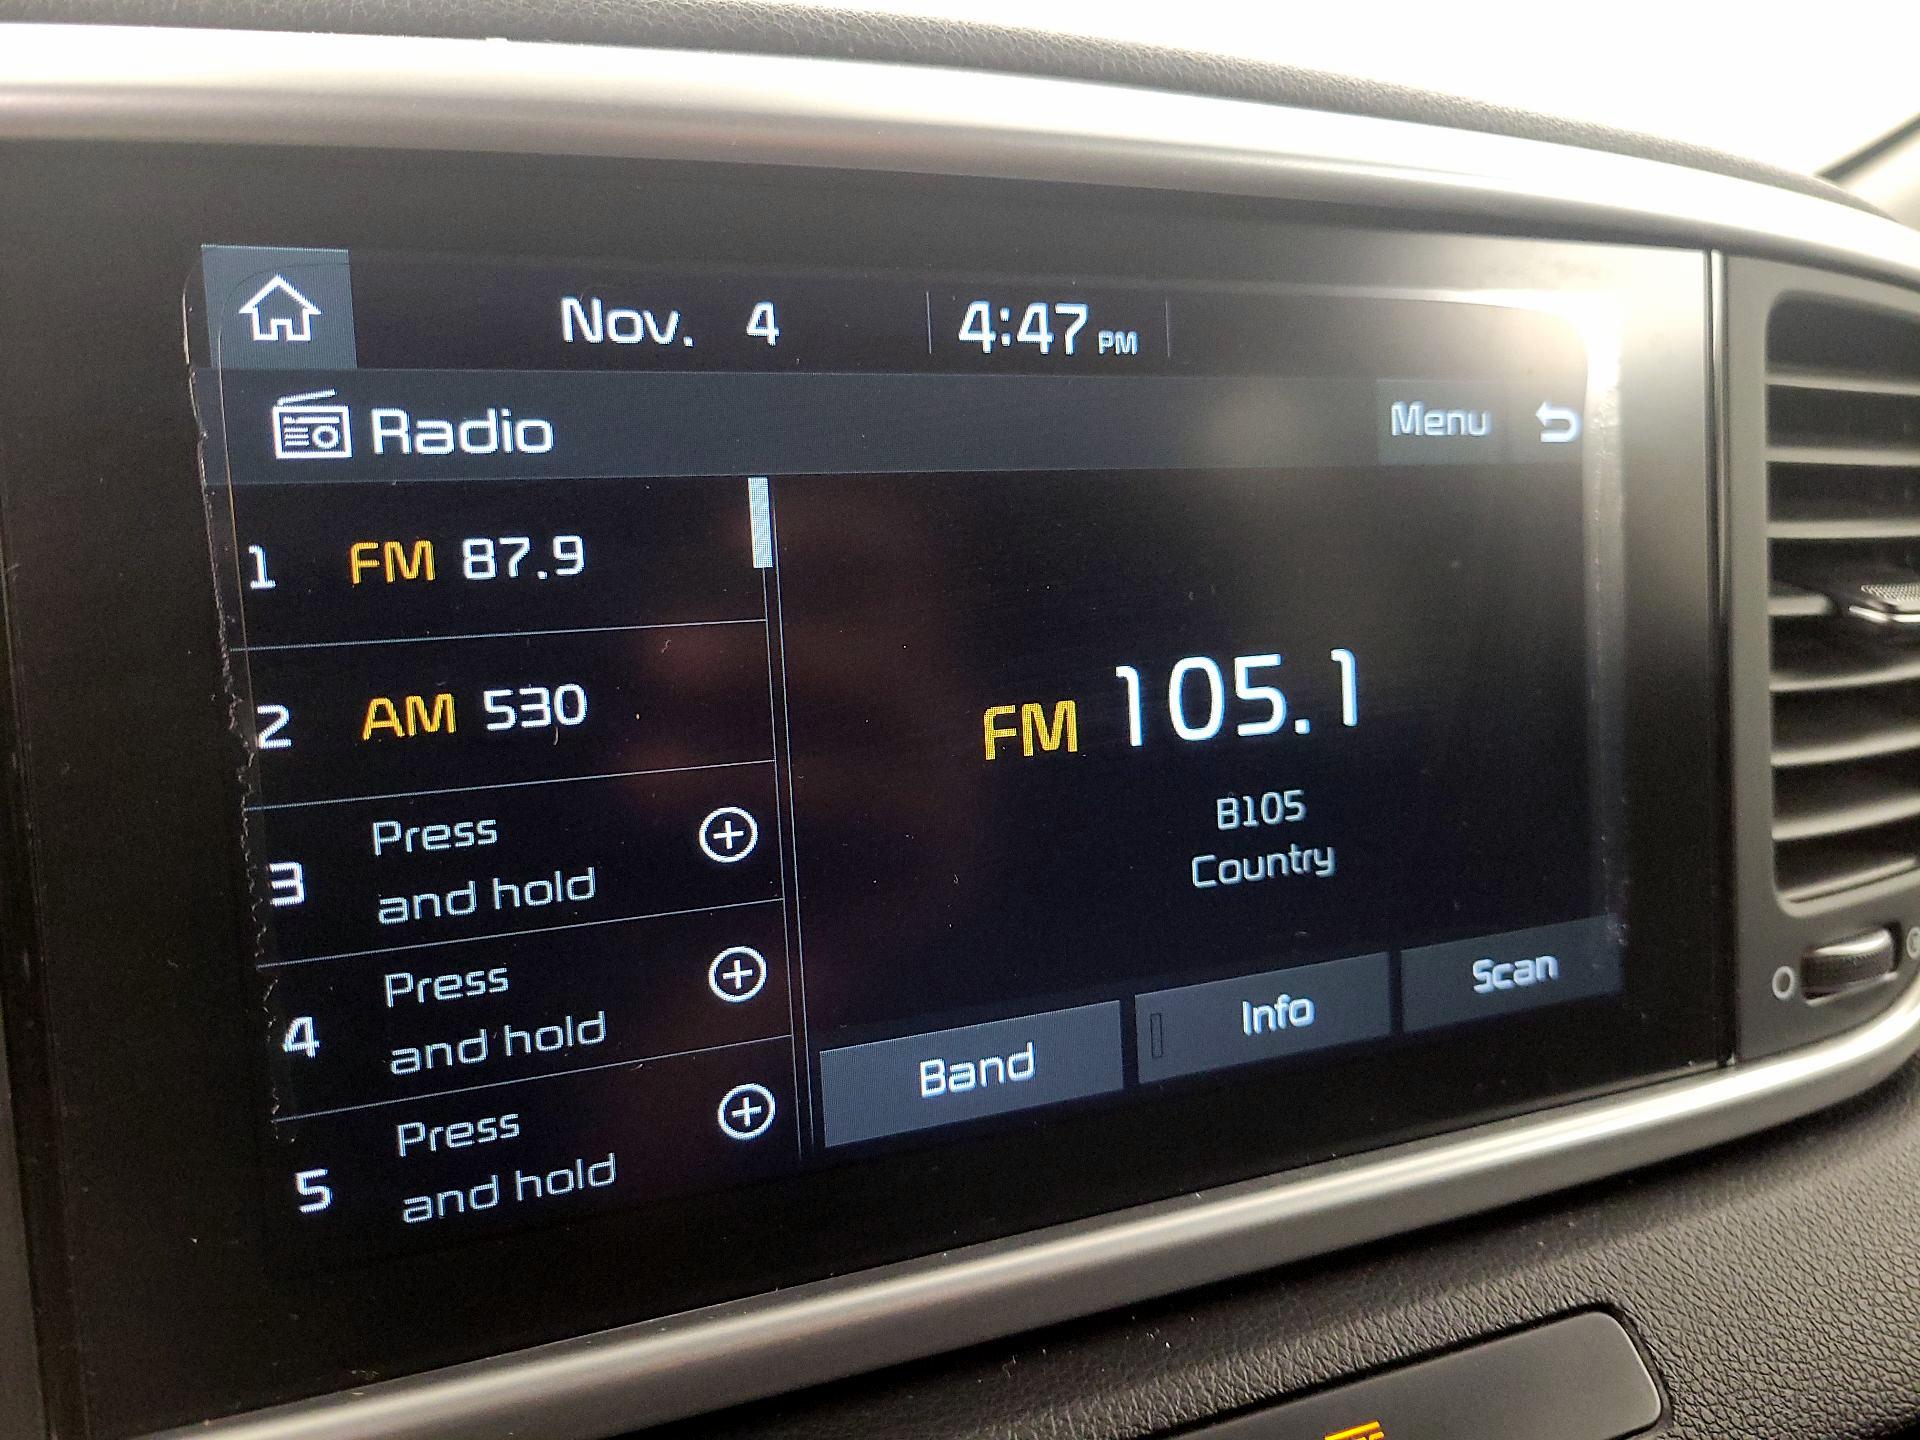 Nov. 4 4:47 PM
Radio Menu
1 FM 87.9
2 AM 530
3 Press
and hold
4 Press
and hold
5 Press
and hold
FM 105.1
B105
Country
Band Info Scan